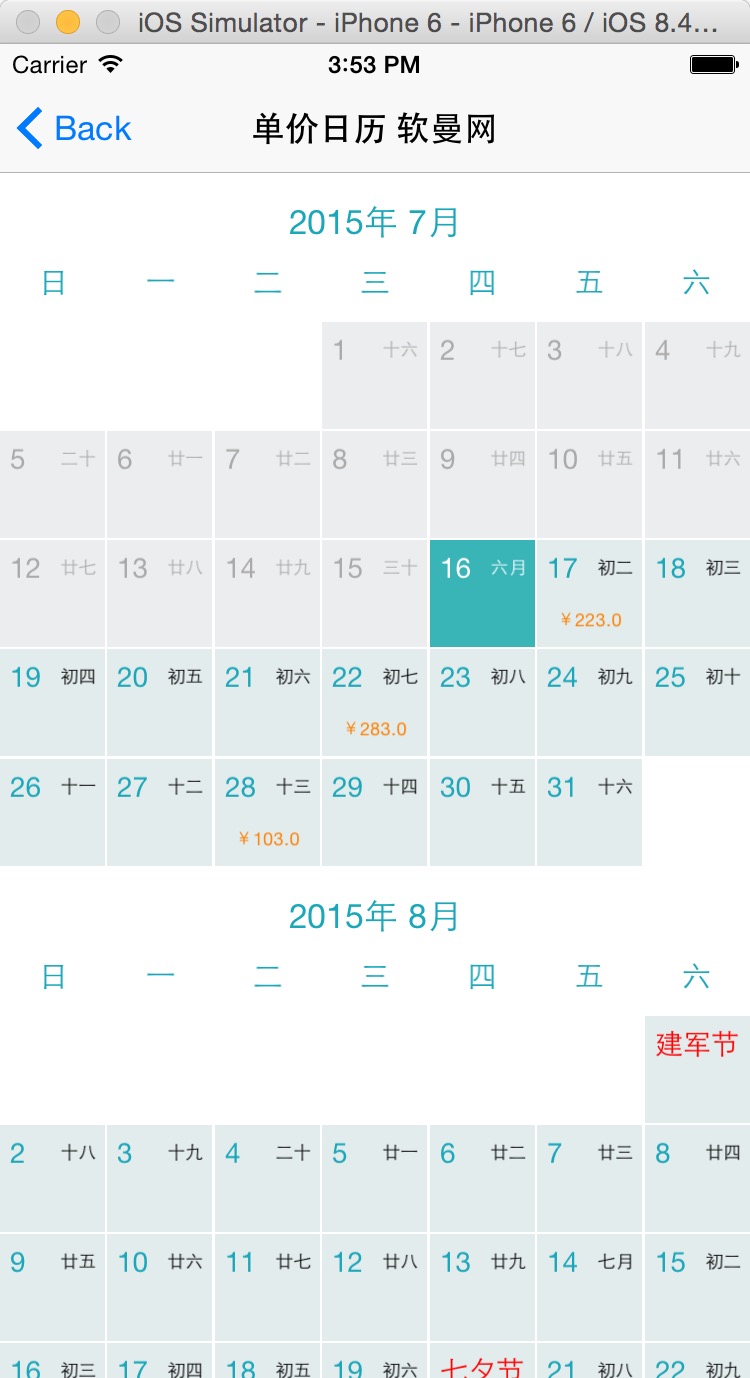 iOS Simulator - iPhone 6 - iPhone 6 / iOS 8.4…
Carrier 3:53 PM
Back 单价日历 软曼网
2015年 7月
日 一 二 三 四 五 六
1 十六 2 十七 3 十八 4 十九
5 二十 6 廿一 7 廿二 8 廿三 9 廿四 10 廿五 11 廿六
12 廿七 13 廿八 14 廿九 15 三十 16 六月 17 初二 18 初三
¥223.0
19 初四 20 初五 21 初六 22 初七 23 初八 24 初九 25 初十
¥283.0
26 十一 27 十二 28 十三 29 十四 30 十五 31 十六
¥103.0
2015年 8月
日 一 二 三 四 五 六
建军节
2 十八 3 十九 4 二十 5 廿一 6 廿二 7 廿三 8 廿四
9 廿五 10 廿六 11 廿七 12 廿八 13 廿九 14 七月 15 初二
16 初三 17 初四 18 初五 19 初六 七夕节 21 初八 22 初九